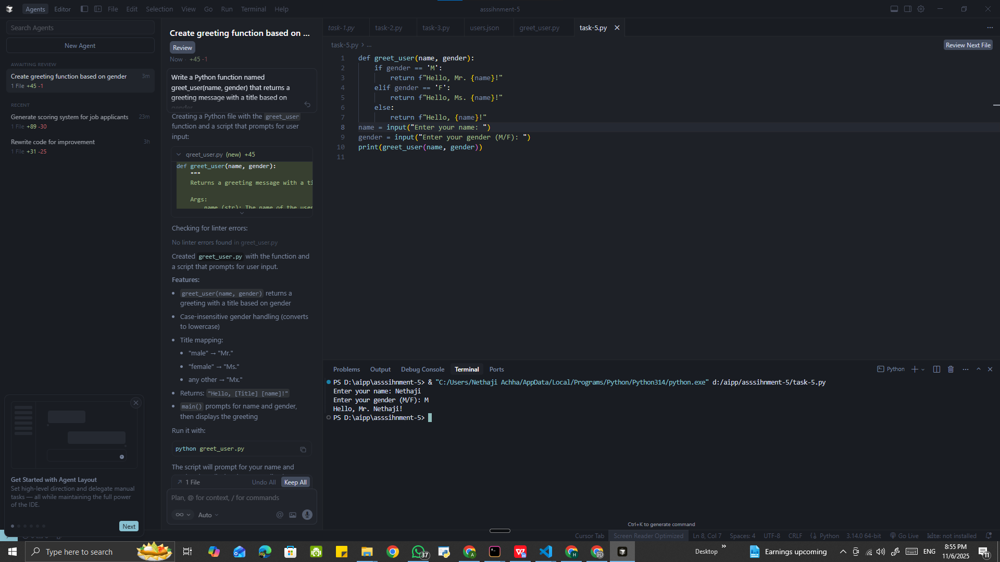 Agents
Editor
File
Edit
Selection
View
Go
Run
Terminal
Help
asssihnment-5
Search Agents
New Agent
AWAITING REVIEW
Create greeting function based on gender
3m
1 File +45 -1
RECENT
Generate scoring system for job applicants
23m
1 File +89 -30
Rewrite code for improvement
3h
1 File +31 -25
Get Started with Agent Layout
Set high-level direction and delegate manual
tasks — all while maintaining the full power
of the IDE.
Next
Create greeting function based on ...
Review
Now · +45 -1
Write a Python function named
greet_user(name, gender) that returns a
greeting message with a title based on
gender
Creating a Python file with the greet_user
function and a script that prompts for user
input:
greet_user.py (new) +45
def greet_user(name, gender):
"""
Returns a greeting message with a ti
Args:
name (str): The name of the user
Checking for linter errors:
No linter errors found in greet_user.py
Created greet_user.py with the function and
a script that prompts for user input.
Features:
• greet_user(name, gender) returns a
greeting with a title based on gender
• Case-insensitive gender handling (converts
to lowercase)
• Title mapping:
• "male" → "Mr."
• "female" → "Ms."
• any other → "Mx."
• Returns: "Hello, [Title] [name]!"
• main() prompts for name and gender,
then displays the greeting
Run it with:
python greet_user.py
The script will prompt for your name and
1 File
Undo All
Keep All
Plan, @ for context, / for commands
Auto
task-1.py
task-2.py
task-3.py
users.json
greet_user.py
task-5.py
task-5.py > ...
Review Next File
1 def greet_user(name, gender):
2 if gender == 'M':
3 return f"Hello, Mr. {name}!"
4 elif gender == 'F':
5 return f"Hello, Ms. {name}!"
6 else:
7 return f"Hello, {name}!"
8 name = input("Enter your name: ")
9 gender = input("Enter your gender (M/F): ")
10 print(greet_user(name, gender))
11
Problems
Output
Debug Console
Terminal
Ports
Python
PS D:\aipp\asssihnment-5> & "C:/Users/Nethaji Achha/AppData/Local/Programs/Python/Python314/python.exe" d:/aipp/asssihnment-5/task-5.py
Enter your name: Nethaji
Enter your gender (M/F): M
Hello, Mr. Nethaji!
PS D:\aipp\asssihnment-5>
Ctrl+K to generate command
Cursor Tab
Screen Reader Optimized
Ln 8, Col 7
Spaces: 4
UTF-8
CRLF
Python
3.14.0 64-bit
Go Live
kite: not installed
Type here to search
37
Desktop
Earnings upcoming
ENG
8:55 PM
11/6/2025
11